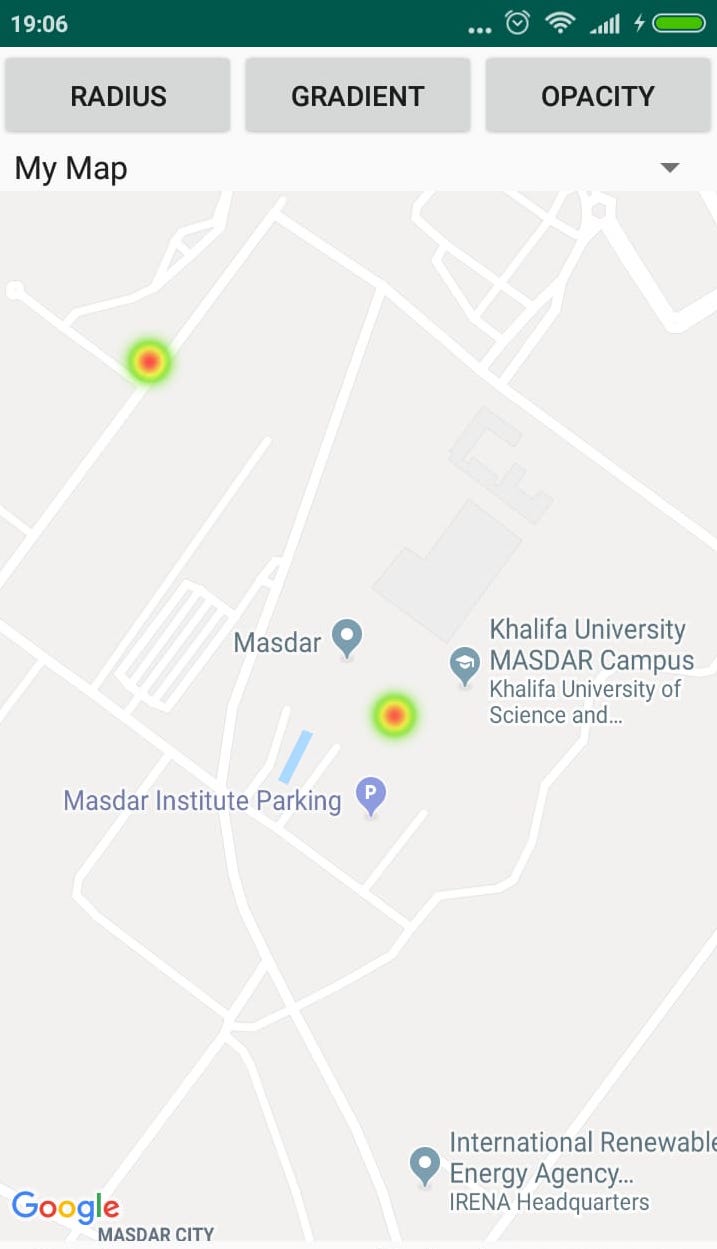 19:06
RADIUS
GRADIENT
OPACITY
My Map
Khalifa University
Masdar
MASDAR Campus
Khalifa University of
Science and...
Masdar Institute Parking
P
International Renewable
Energy Agency...
IRENA Headquarters
Google
MASDAR CITY